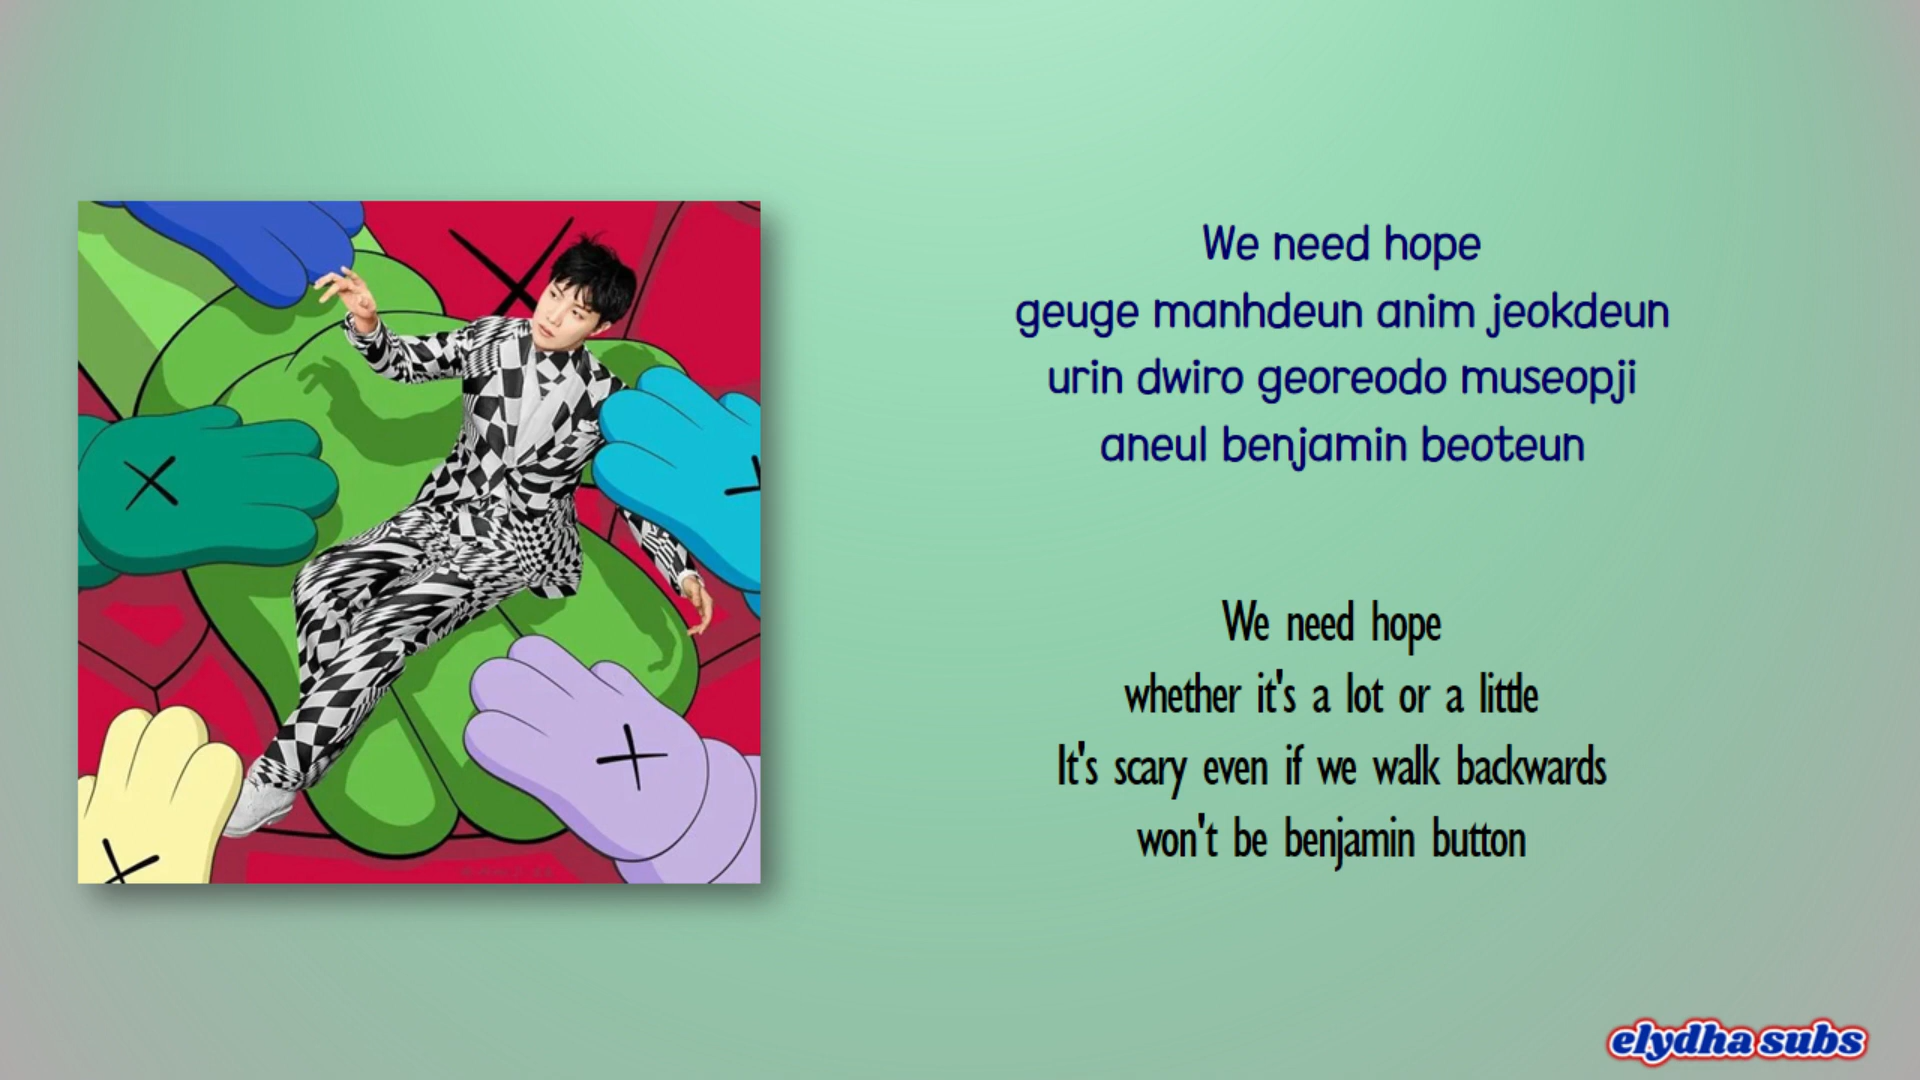 We need hope
geuge manhdeun anim jeokdeun
urin dwiro georeodo museopji
aneul benjamin beoteun
We need hope
whether it's a lot or a little
It's scary even if we walk backwards
won't be benjamin button
elydha subs